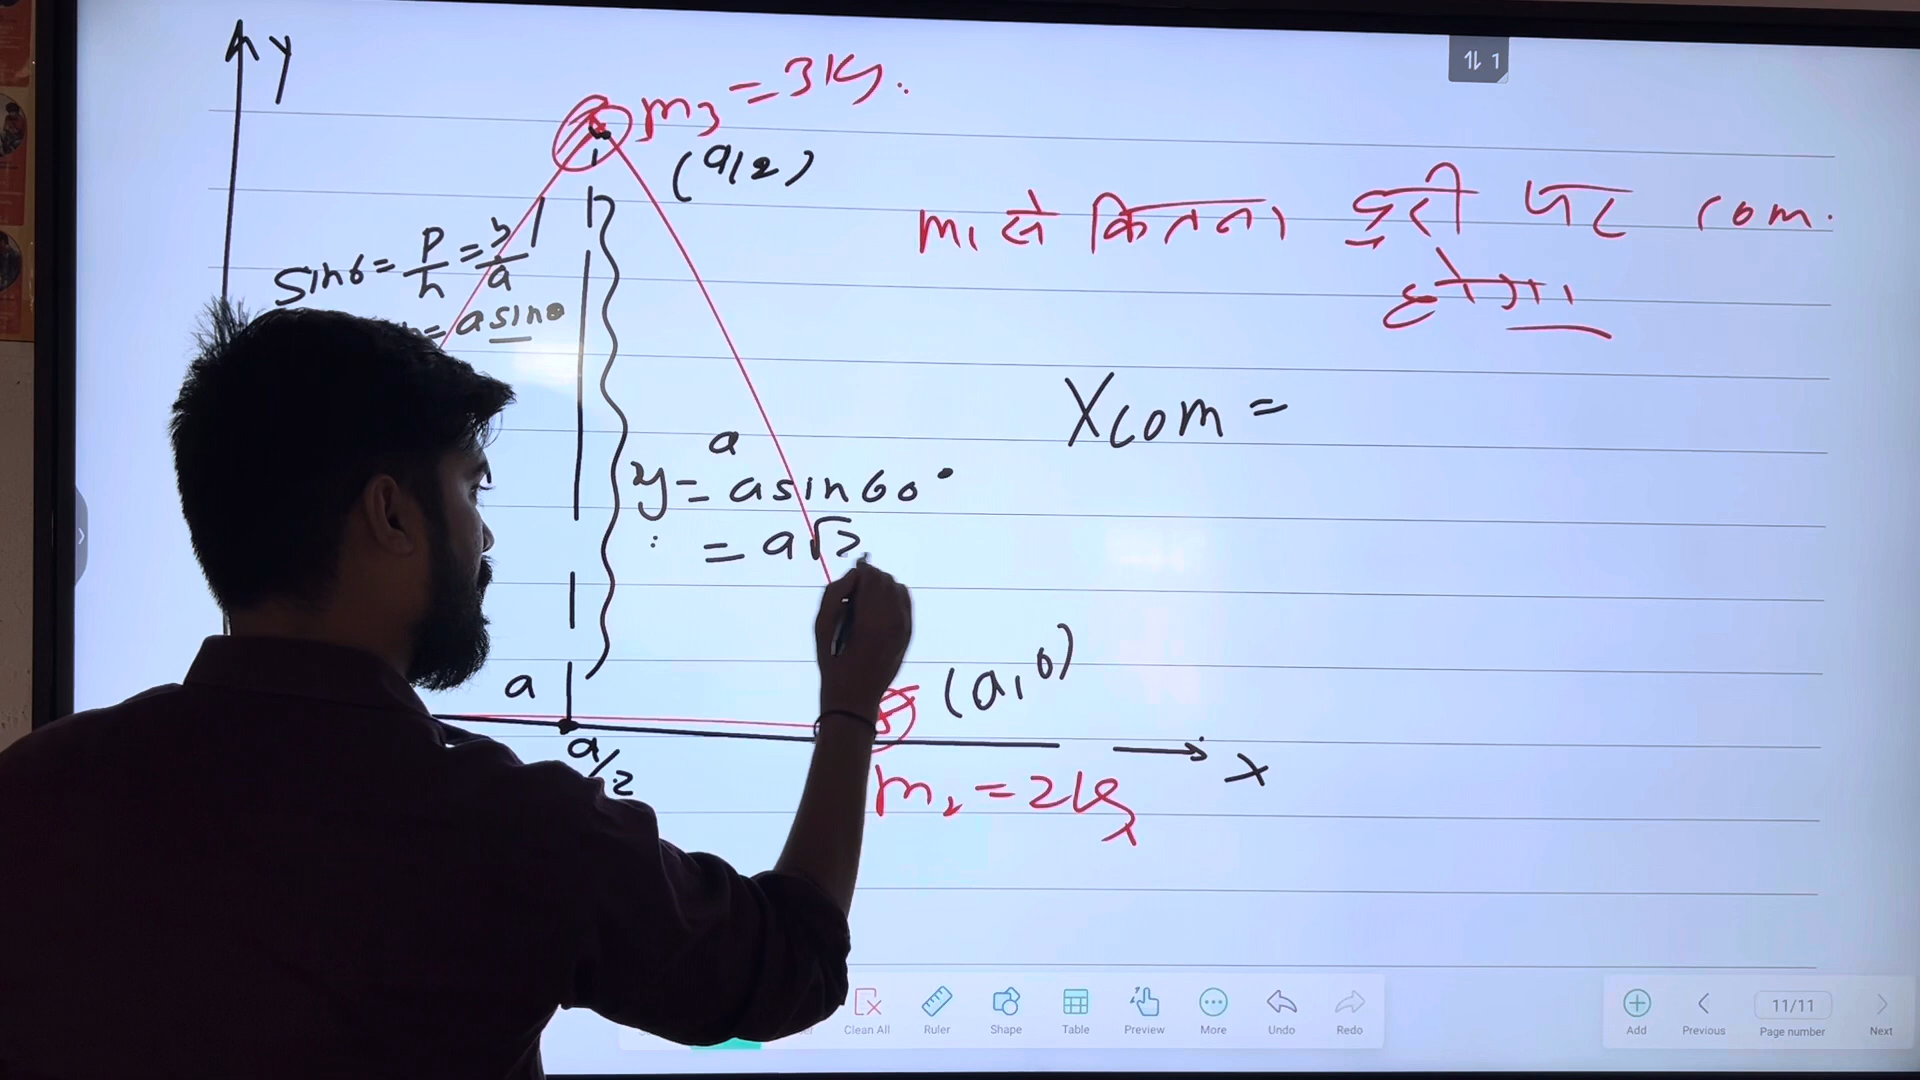 y
m₃ = 3kg.
(a/2)
m₁ से कितना दुरी पर com.
होगा
sinθ = P/h = y/a
= a sinθ
Xcom =
a
y = a sin60°
= a√3
a
(a, 0)
a/2
x
m₂ = 2kg
⇅ 1
Clean All
Ruler
Shape
Table
Preview
More
Undo
Redo
Add
Previous
11/11
Page number
Next